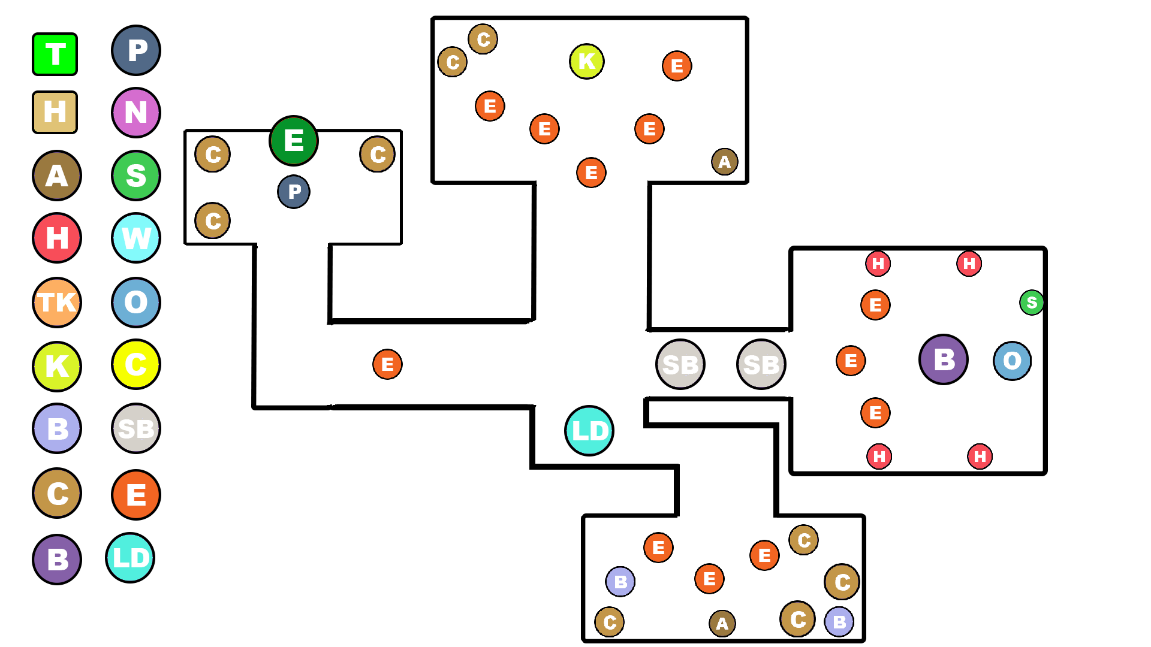 T P
H N
A S
H W
TK O
K C
B SB
C E
B LD
C
C K E
E
E E
A
E
E
C C
P
C
E
SB SB
LD
H H
E S
E B O
E
H H
E E C
B E C
C A C B